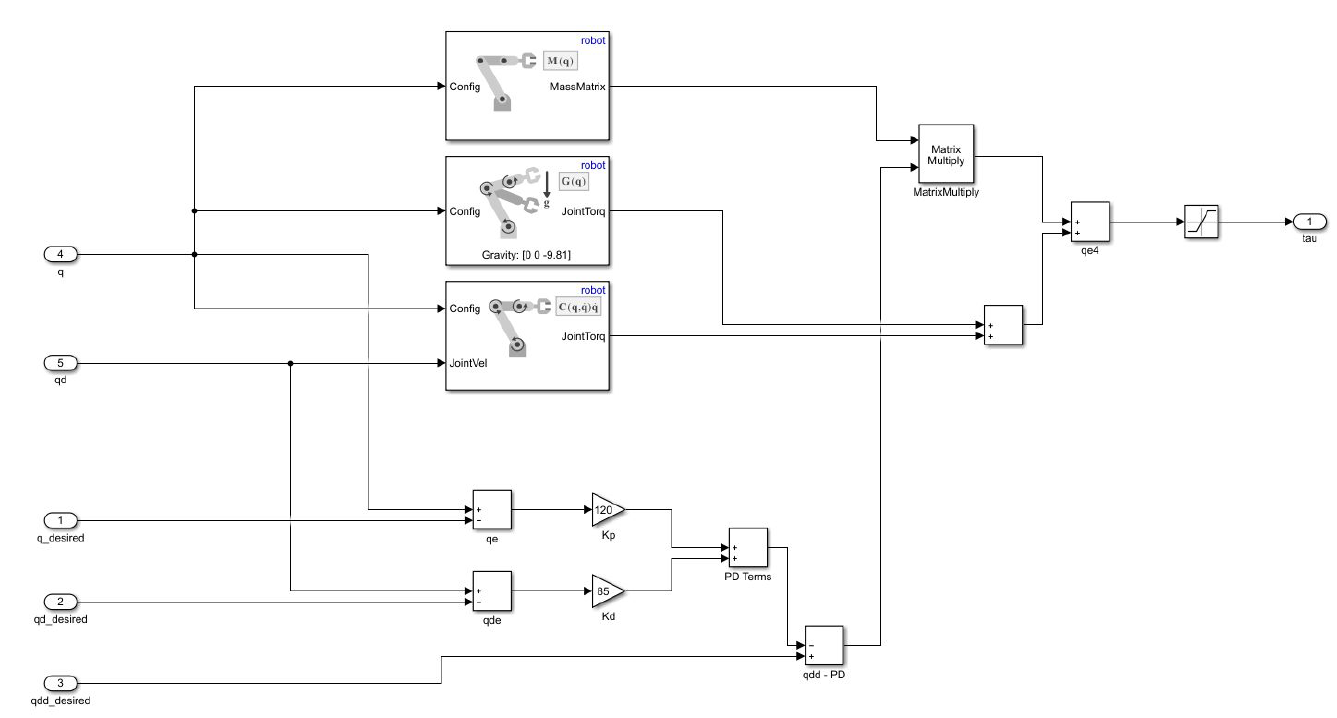 robot
M(q)
Config
MassMatrix
robot
G(q)
g
Config
JointTorq
Gravity: [0 0 -9.81]
robot
C(q,q̇)q̇
Config
JointTorq
JointVel
4
q
5
qd
Matrix
Multiply
MatrixMultiply
+
+
qe4
1
tau
+
+
1
q_desired
+
-
qe
120
Kp
2
qd_desired
+
-
qde
85
Kd
+
+
PD Terms
3
qdd_desired
-
+
qdd - PD